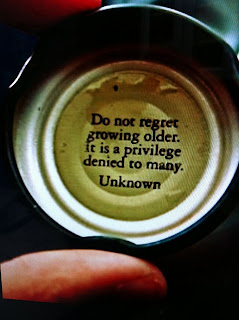 Do not regret
growing older.
it is a privilege
denied to many.
Unknown